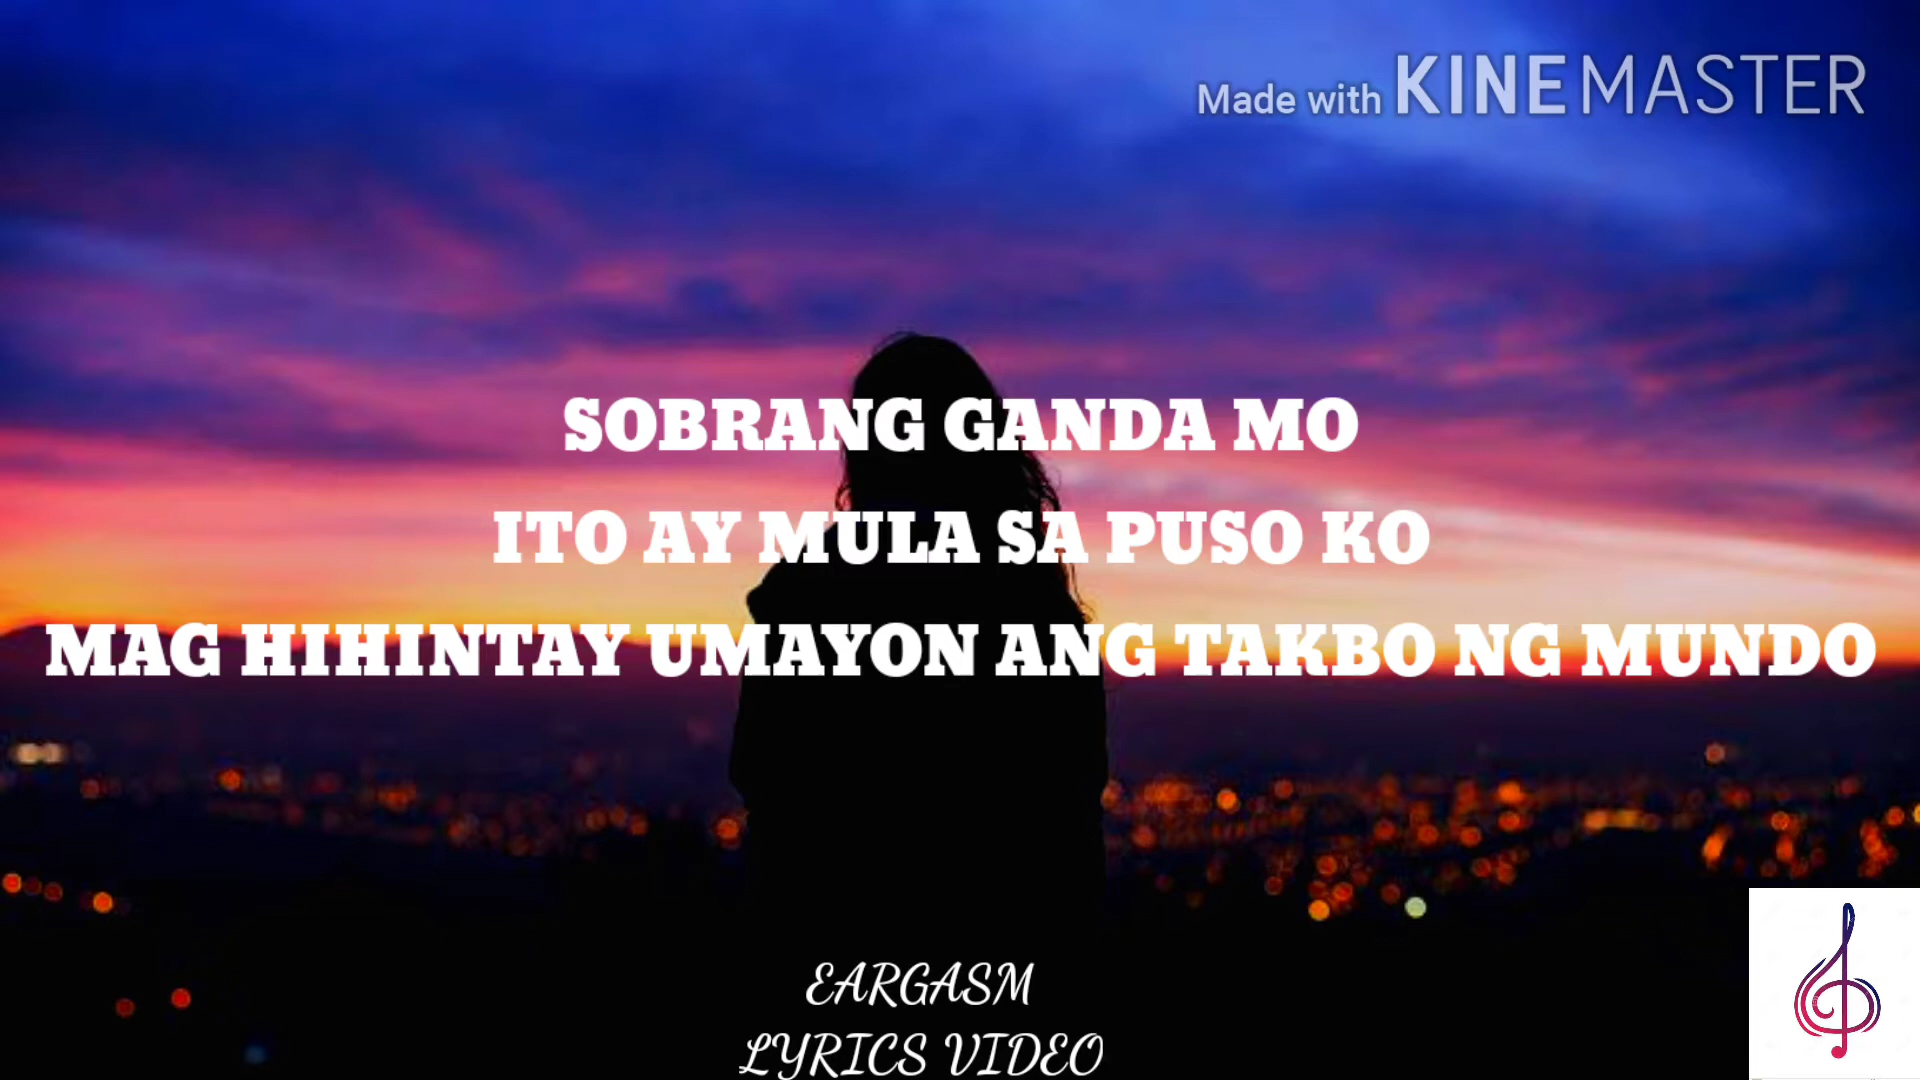 Made with KINEMASTER
SOBRANG GANDA MO
ITO AY MULA SA PUSO KO
MAG HIHINTAY UMAYON ANG TAKBO NG MUNDO
EARGASM
LYRICS VIDEO